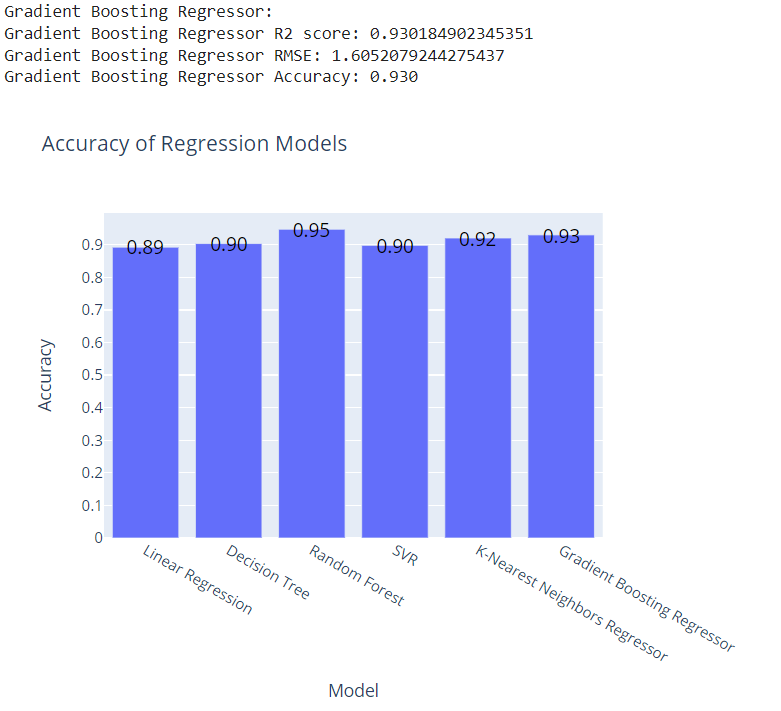 Gradient Boosting Regressor:
Gradient Boosting Regressor R2 score: 0.930184902345351
Gradient Boosting Regressor RMSE: 1.6052079244275437
Gradient Boosting Regressor Accuracy: 0.930
Accuracy of Regression Models
0.89
0.90
0.95
0.90
0.92
0.93
0.9
0.8
0.7
0.6
0.5
0.4
0.3
0.2
0.1
0
Accuracy
Linear Regression
Decision Tree
Random Forest
SVR
K-Nearest Neighbors Regressor
Gradient Boosting Regressor
Model